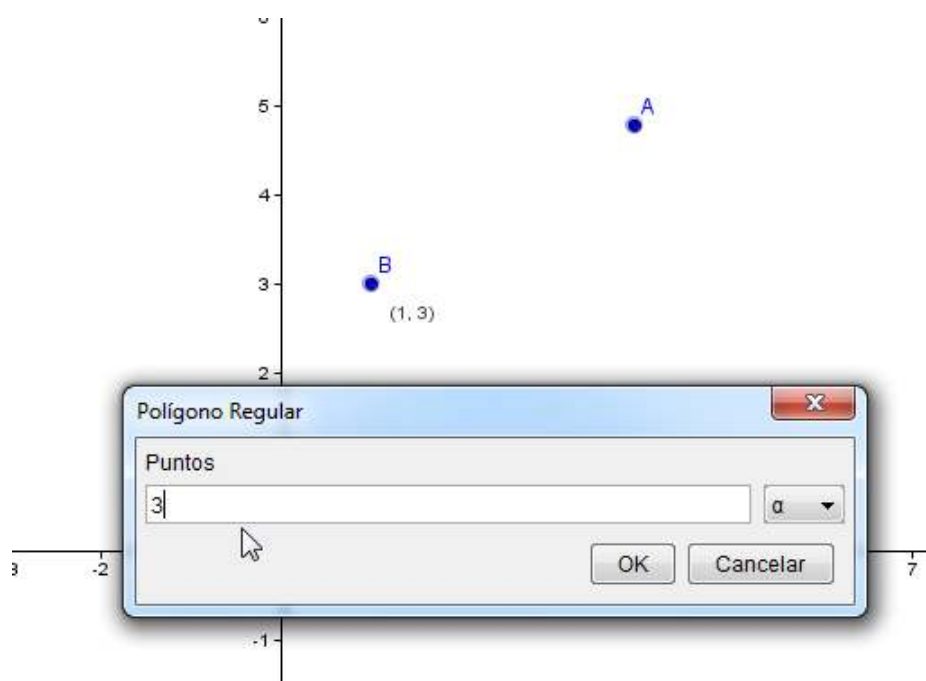 5
A
4
B
3
(1, 3)
2
Polígono Regular
Puntos
3
α
OK
Cancelar
-2
7
-1